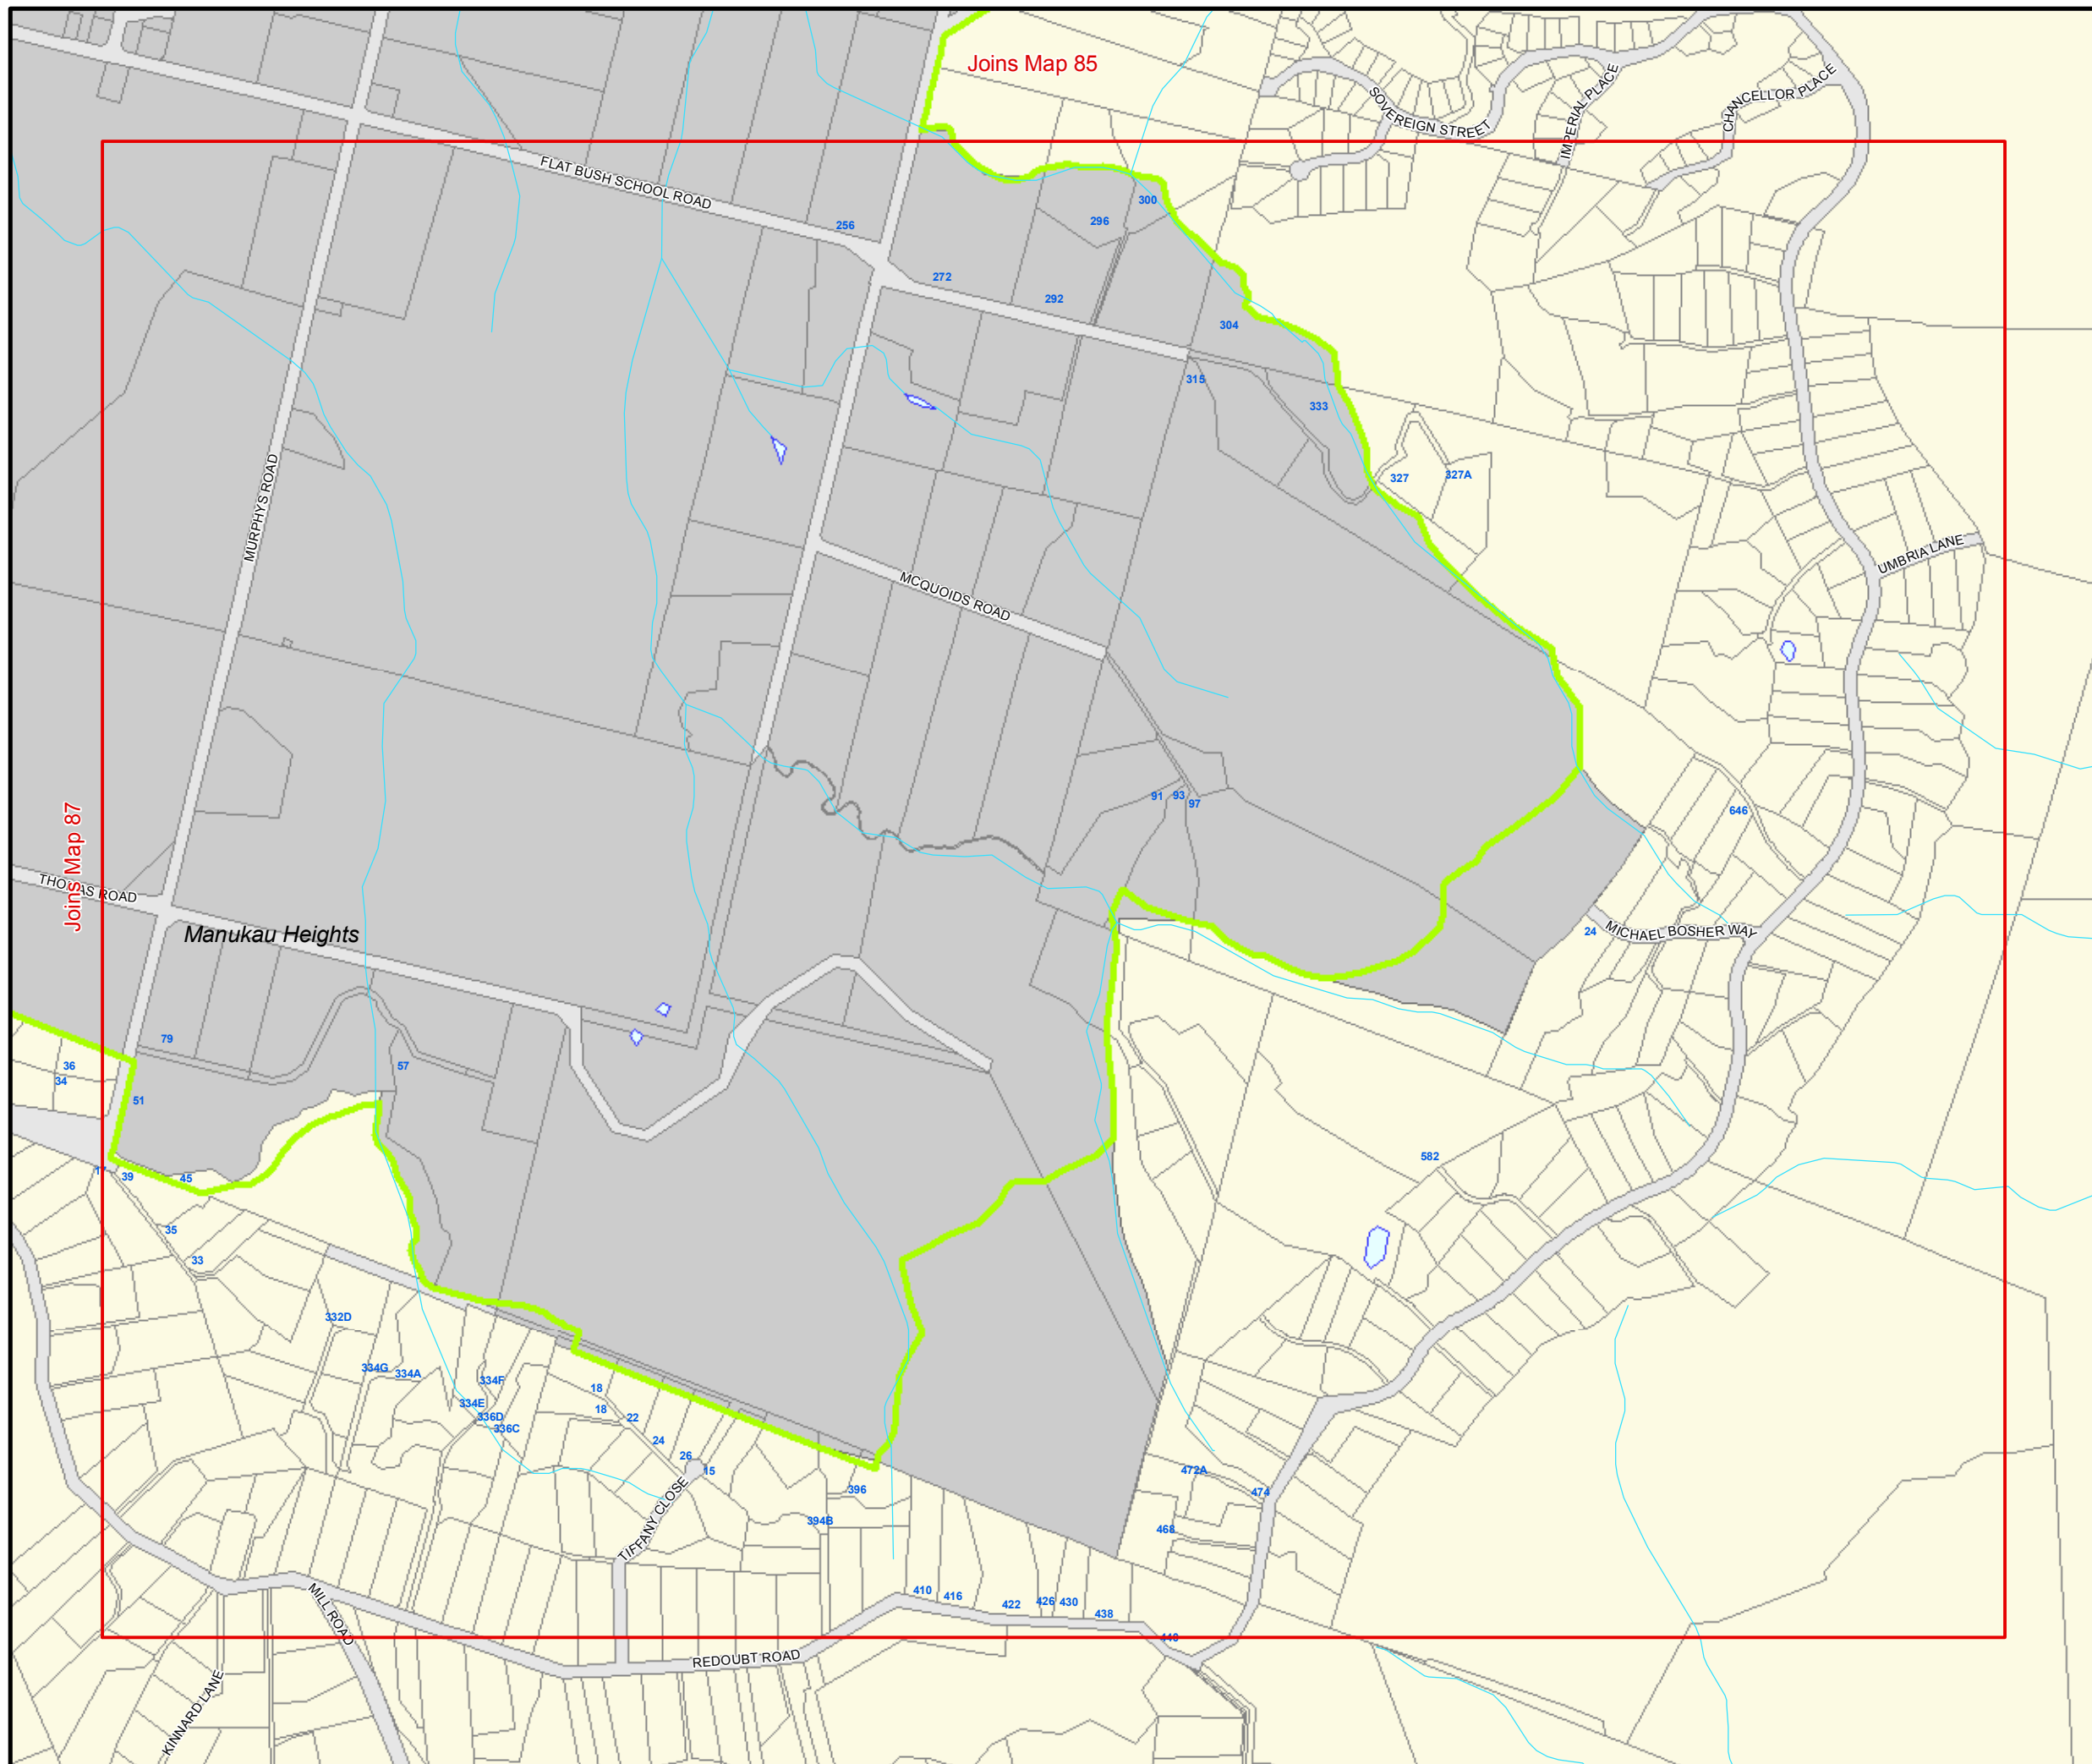 Joins Map 85
SOVEREIGN STREET
IMPERIAL PLACE
CHANCELLOR PLACE
FLAT BUSH SCHOOL ROAD
256
300
296
272
292
304
315
333
327
327A
MURPHYS ROAD
UMBRIA LANE
MCQUOIDS ROAD
91
93
97
646
Joins Map 87
THOMAS ROAD
Manukau Heights
24
MICHAEL BOSHER WAY
79
36
34
57
51
17
39
45
582
35
33
332D
334G
334A
334F
334E
336D
336C
18
18
22
24
26
15
TIFFANY CLOSE
396
394B
472A
474
468
410
416
422
426
430
438
MILL ROAD
REDOUBT ROAD
KINNARD LANE